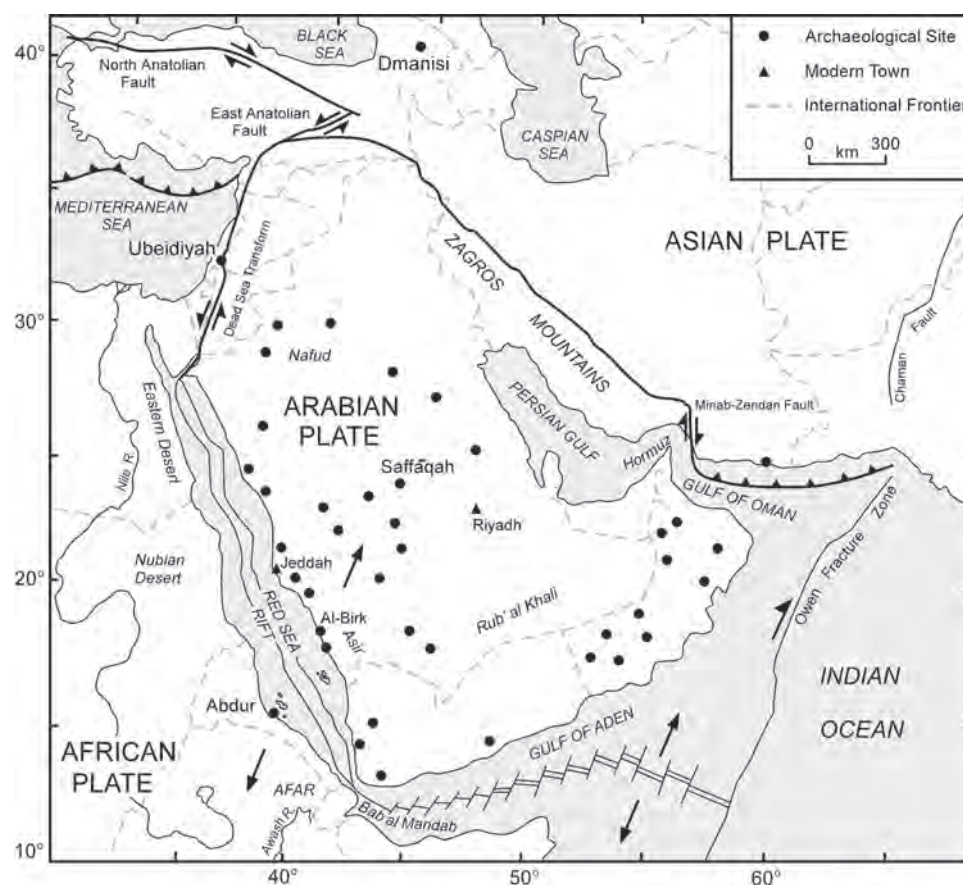 40°
30°
20°
10°
40°
50°
60°
BLACK
SEA
Dmanisi
North Anatolian
Fault
East Anatolian
Fault
CASPIAN
SEA
Archaeological Site
Modern Town
International Frontier
0 300
km
MEDITERRANEAN
SEA
Ubeidiyah
Dead Sea Transform
ZAGROS
MOUNTAINS
ASIAN PLATE
Chaman
Fault
Nafud
ARABIAN
PLATE
Saffaqah
Riyadh
PERSIAN GULF
Hormuz
Minab-Zendan Fault
GULF OF OMAN
Nile R.
Eastern Desert
Nubian
Desert
Jeddah
RED SEA
RIFT
Al-Birk
Asir
Rub' al Khali
Owen Fracture Zone
INDIAN
OCEAN
Abdur
AFRICAN
PLATE
AFAR
Awash R.
Bab al Mandab
GULF OF ADEN